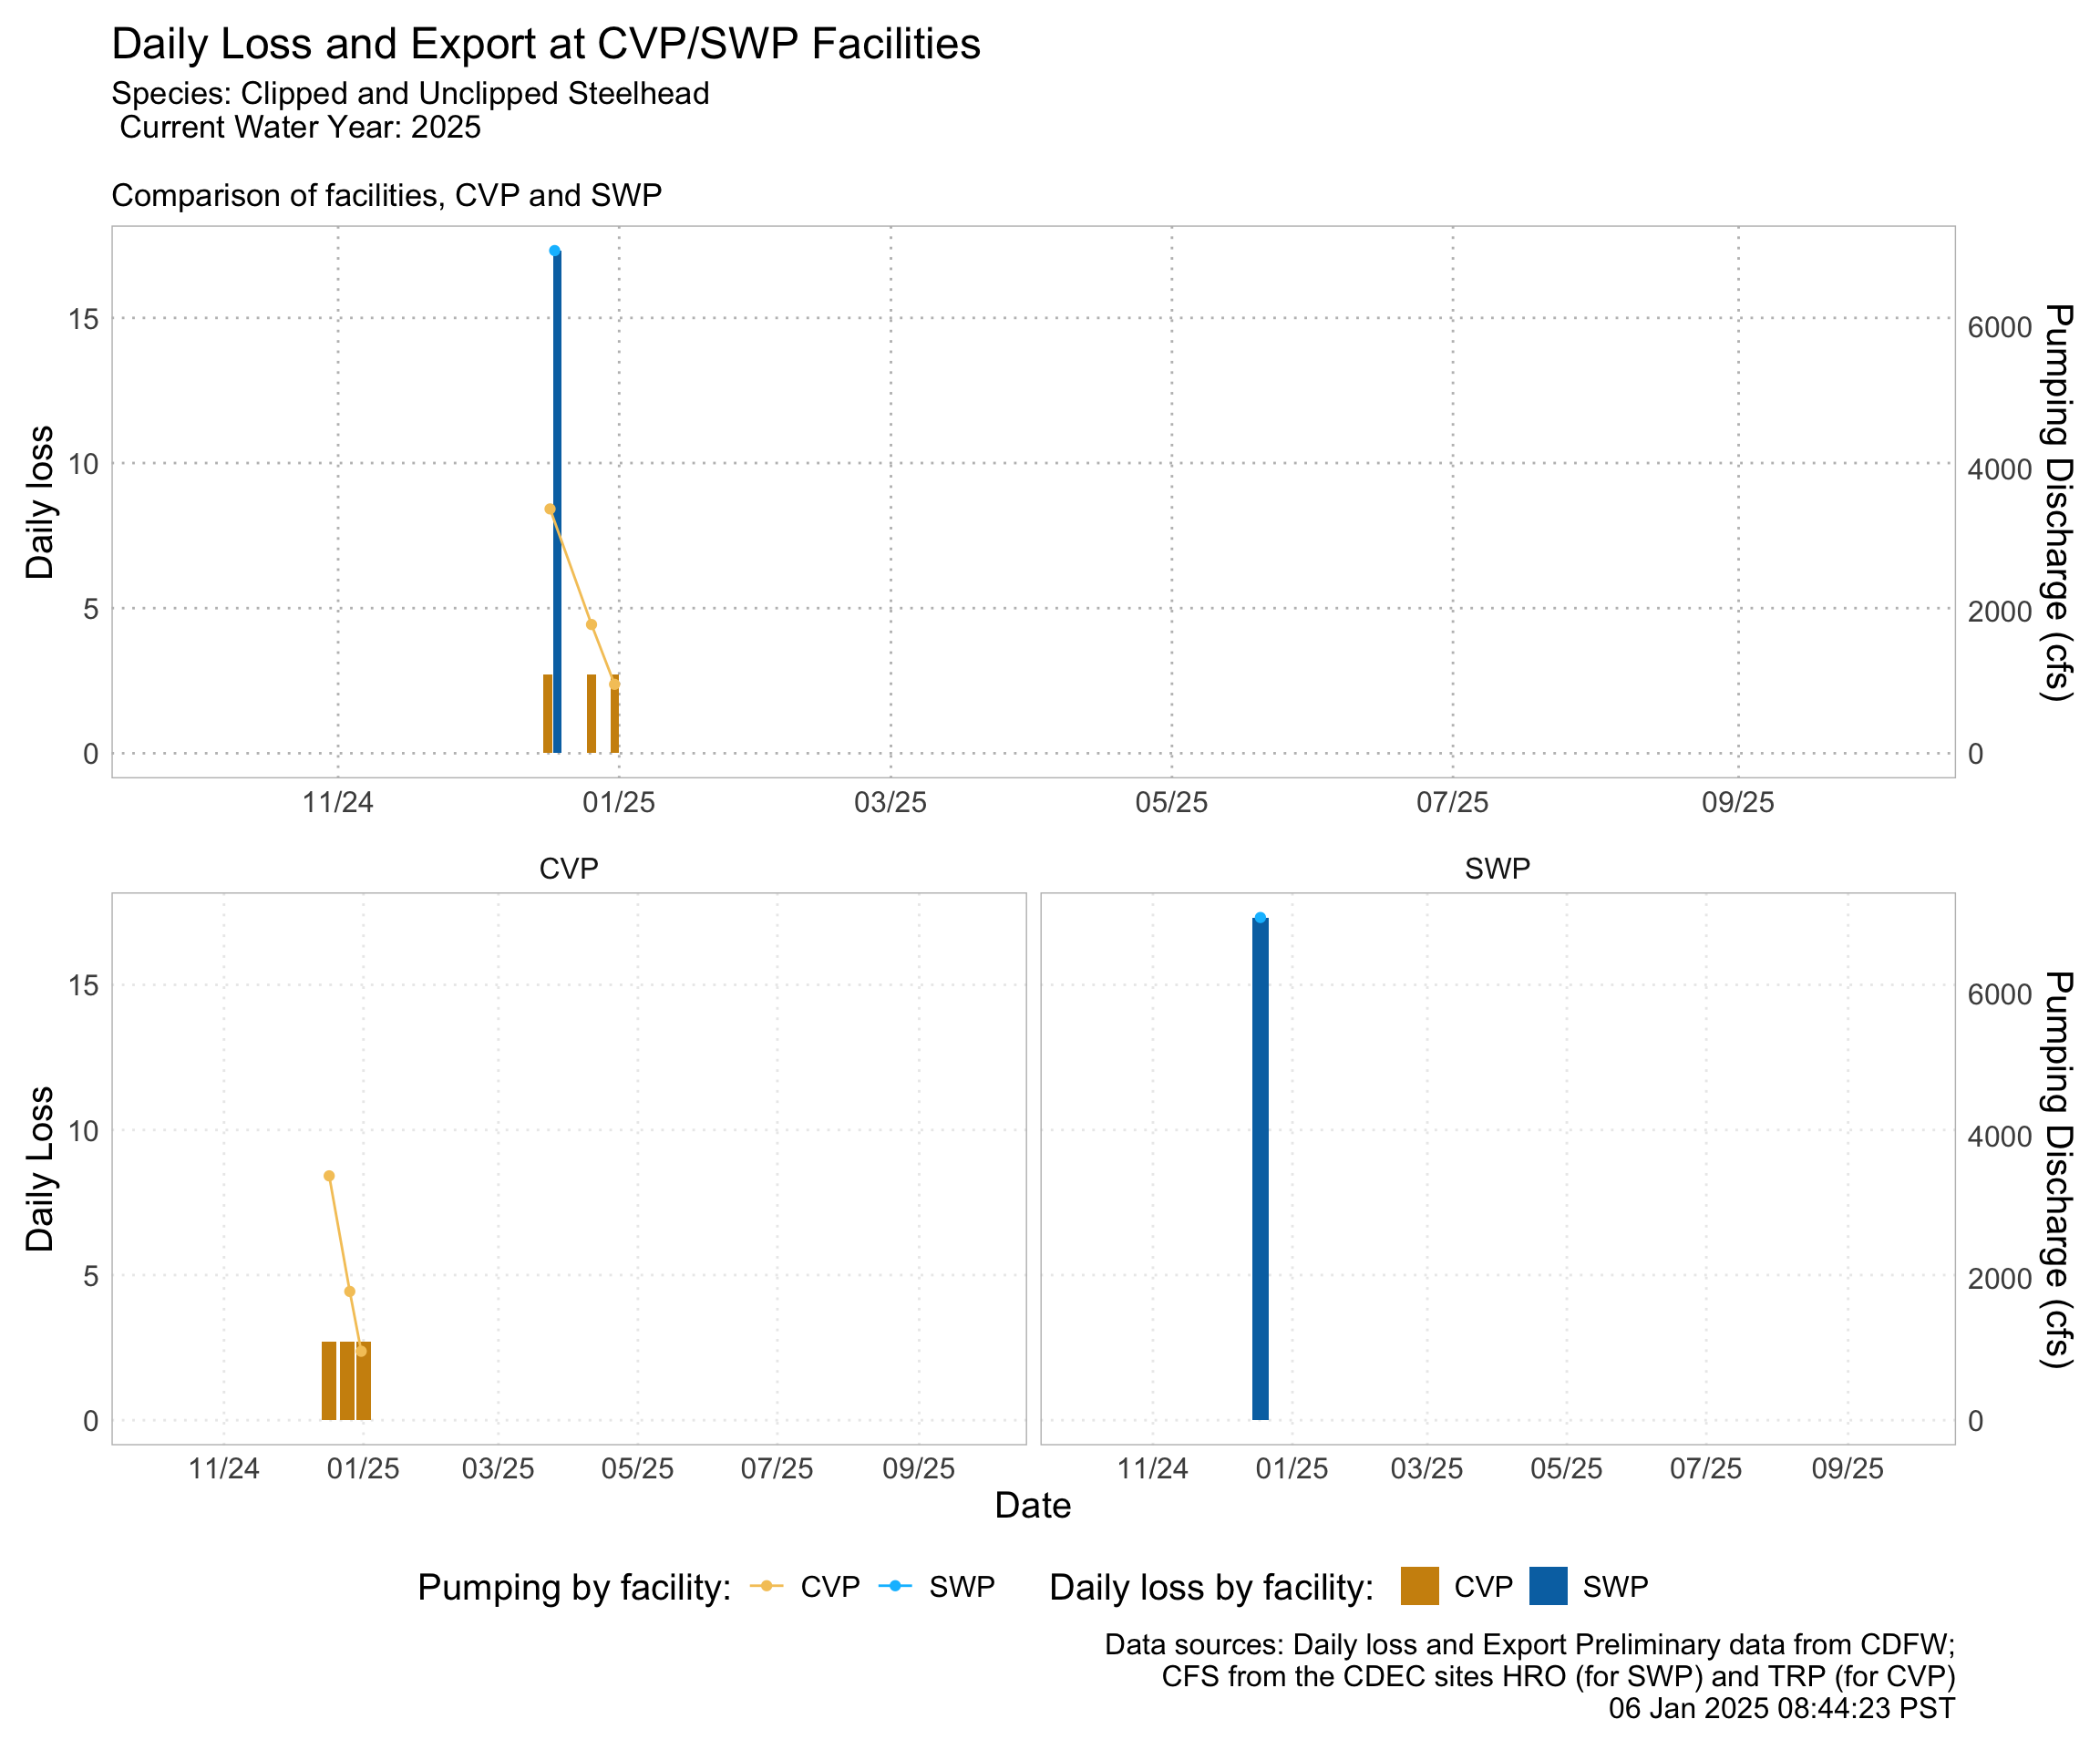 Daily Loss and Export at CVP/SWP Facilities
Species: Clipped and Unclipped Steelhead
Current Water Year: 2025
Comparison of facilities, CVP and SWP
Daily loss
15
10
5
0
6000
4000
2000
0
Pumping Discharge (cfs)
11/24 01/25 03/25 05/25 07/25 09/25
CVP
SWP
Daily Loss
15
10
5
0
6000
4000
2000
0
Pumping Discharge (cfs)
11/24 01/25 03/25 05/25 07/25 09/25
11/24 01/25 03/25 05/25 07/25 09/25
Date
Pumping by facility: CVP SWP Daily loss by facility: CVP SWP
Data sources: Daily loss and Export Preliminary data from CDFW;
CFS from the CDEC sites HRO (for SWP) and TRP (for CVP)
06 Jan 2025 08:44:23 PST